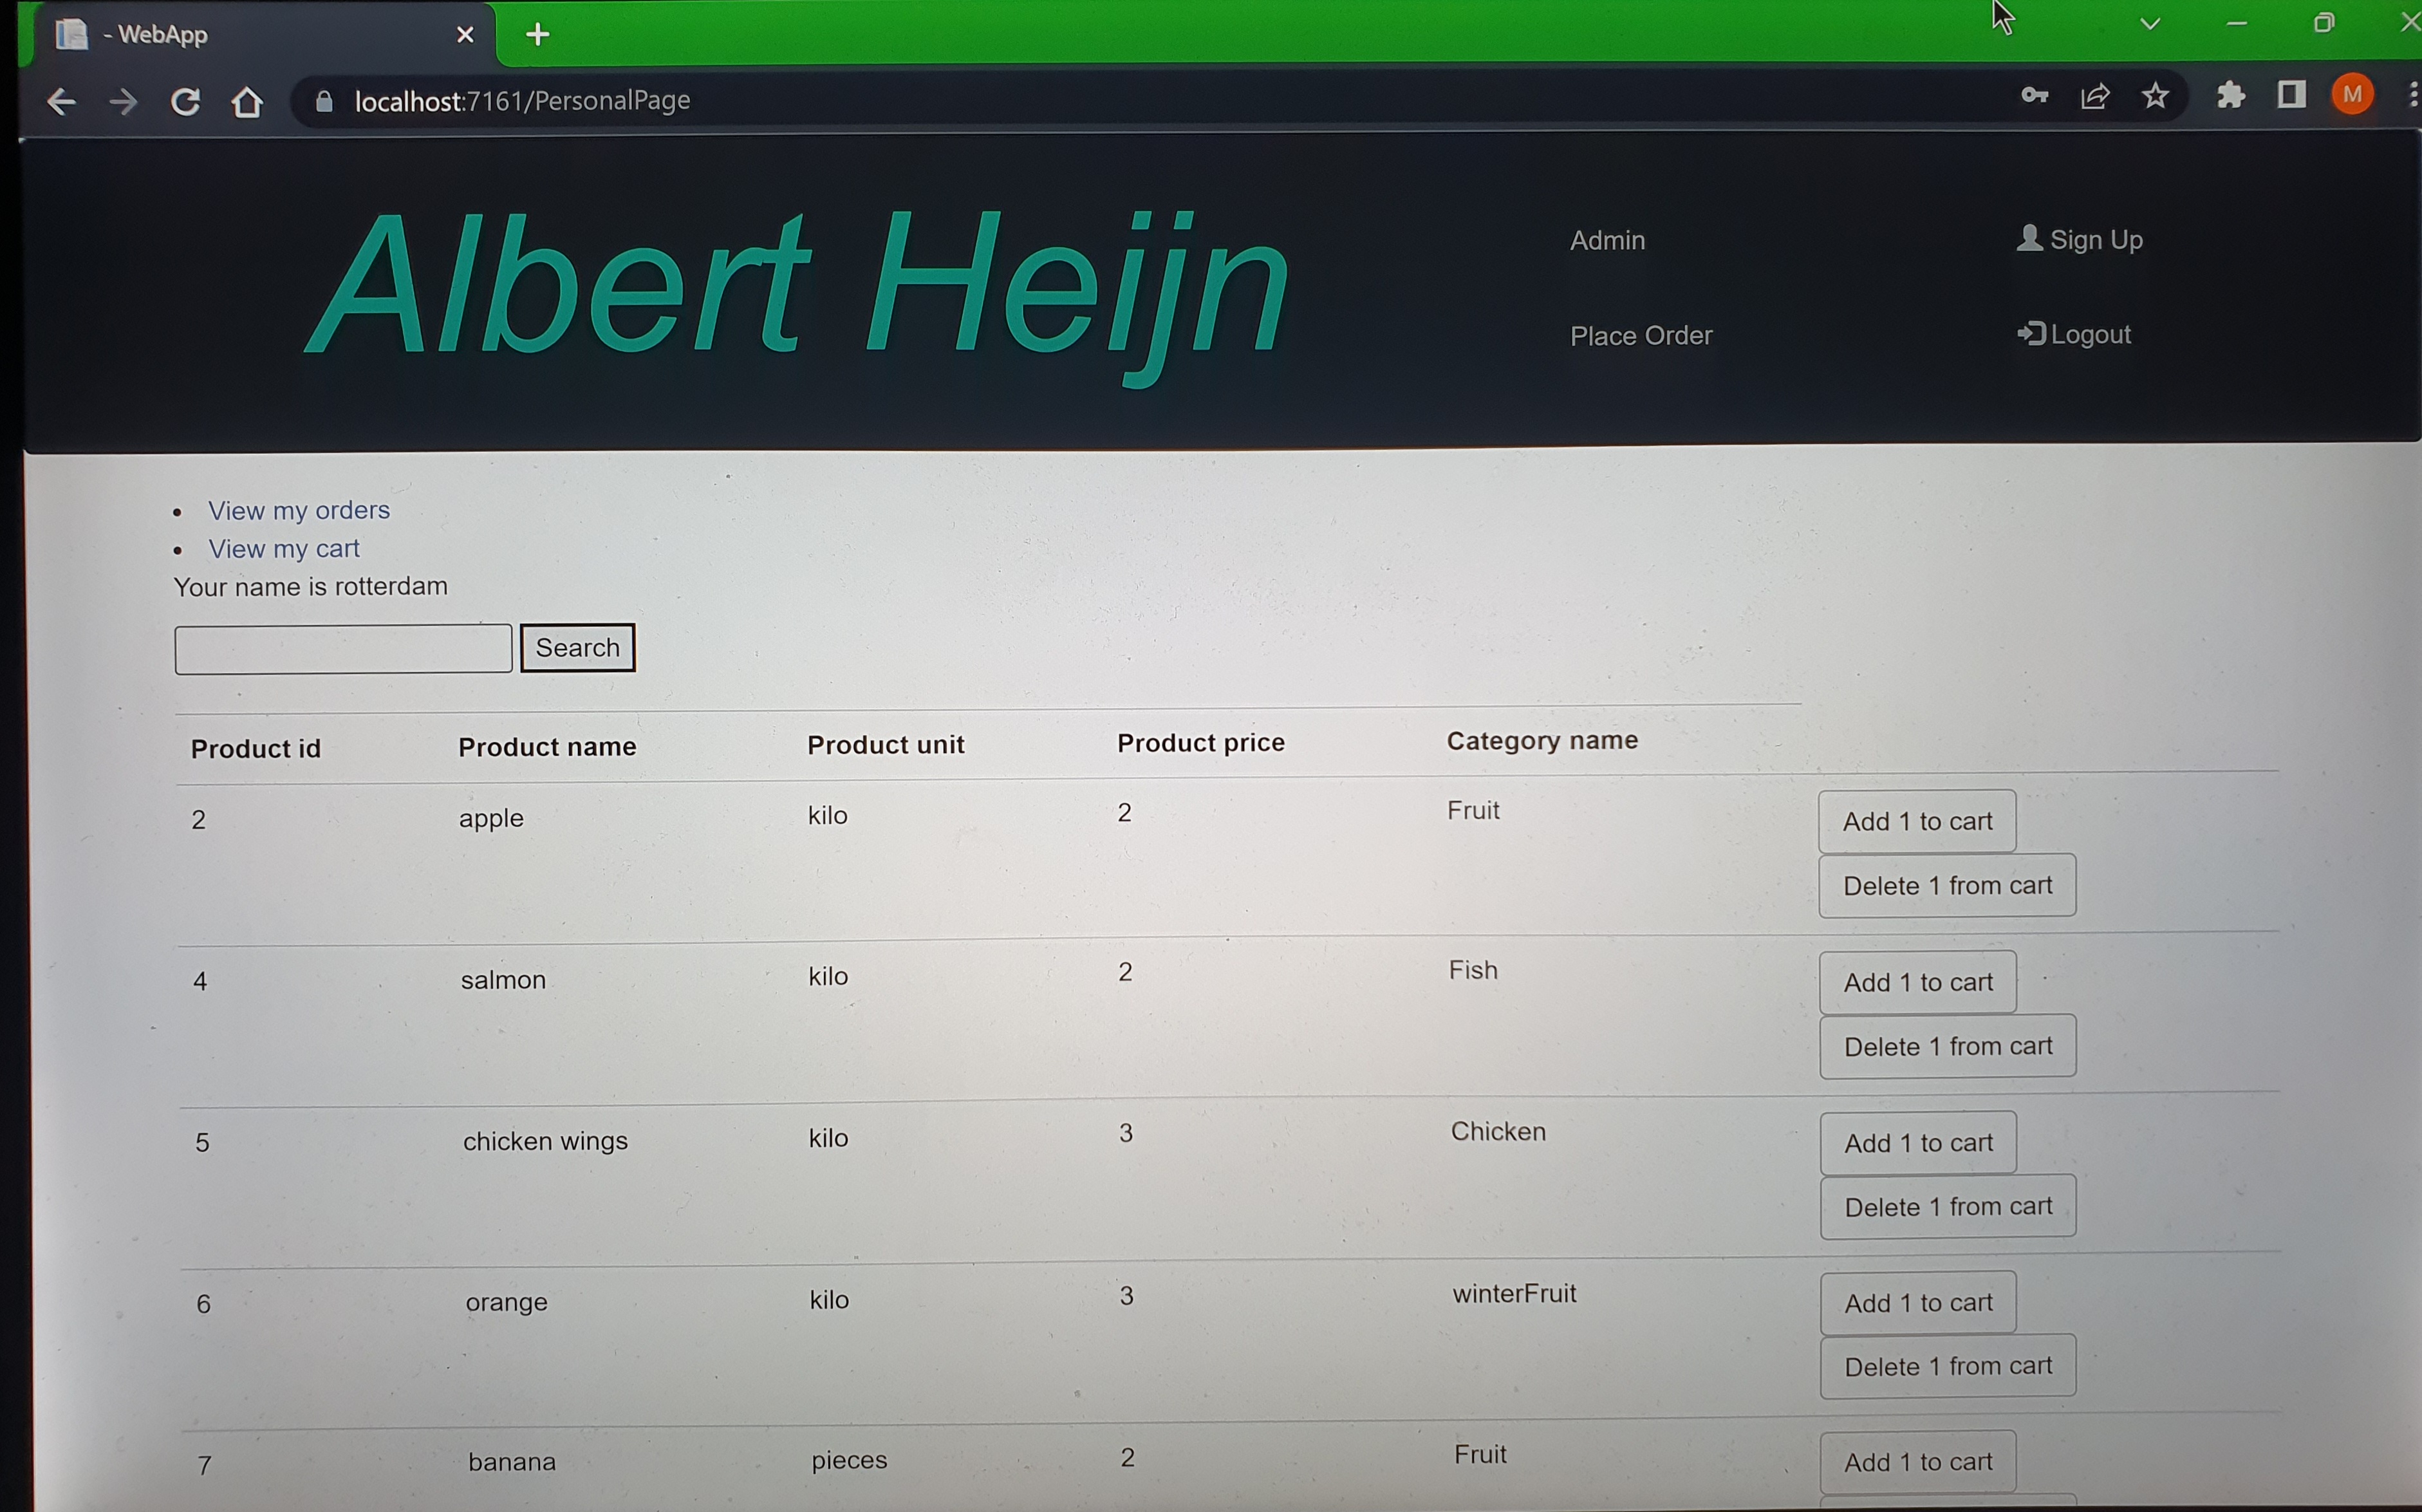 - WebApp
localhost:7161/PersonalPage
M
Albert Heijn
Admin
Sign Up
Place Order
Logout
View my orders
View my cart
Your name is rotterdam
Search
Product id Product name Product unit Product price Category name
2 apple kilo 2 Fruit Add 1 to cart
Delete 1 from cart
4 salmon kilo 2 Fish Add 1 to cart
Delete 1 from cart
5 chicken wings kilo 3 Chicken Add 1 to cart
Delete 1 from cart
6 orange kilo 3 winterFruit Add 1 to cart
Delete 1 from cart
7 banana pieces 2 Fruit Add 1 to cart